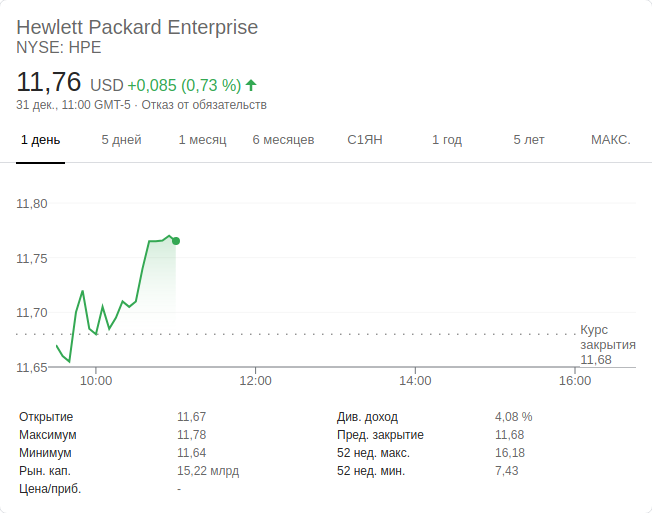 Hewlett Packard Enterprise
NYSE: HPE
11,76 USD +0,085 (0,73 %)
31 дек., 11:00 GMT-5 · Отказ от обязательств
1 день 5 дней 1 месяц 6 месяцев С1ЯН 1 год 5 лет МАКС.
11,80
11,75
11,70
Курс
закрытия
11,68
11,65
10:00 12:00 14:00 16:00
Открытие 11,67 Див. доход 4,08 %
Максимум 11,78 Пред. закрытие 11,68
Минимум 11,64 52 нед. макс. 16,18
Рын. кап. 15,22 млрд 52 нед. мин. 7,43
Цена/приб. -